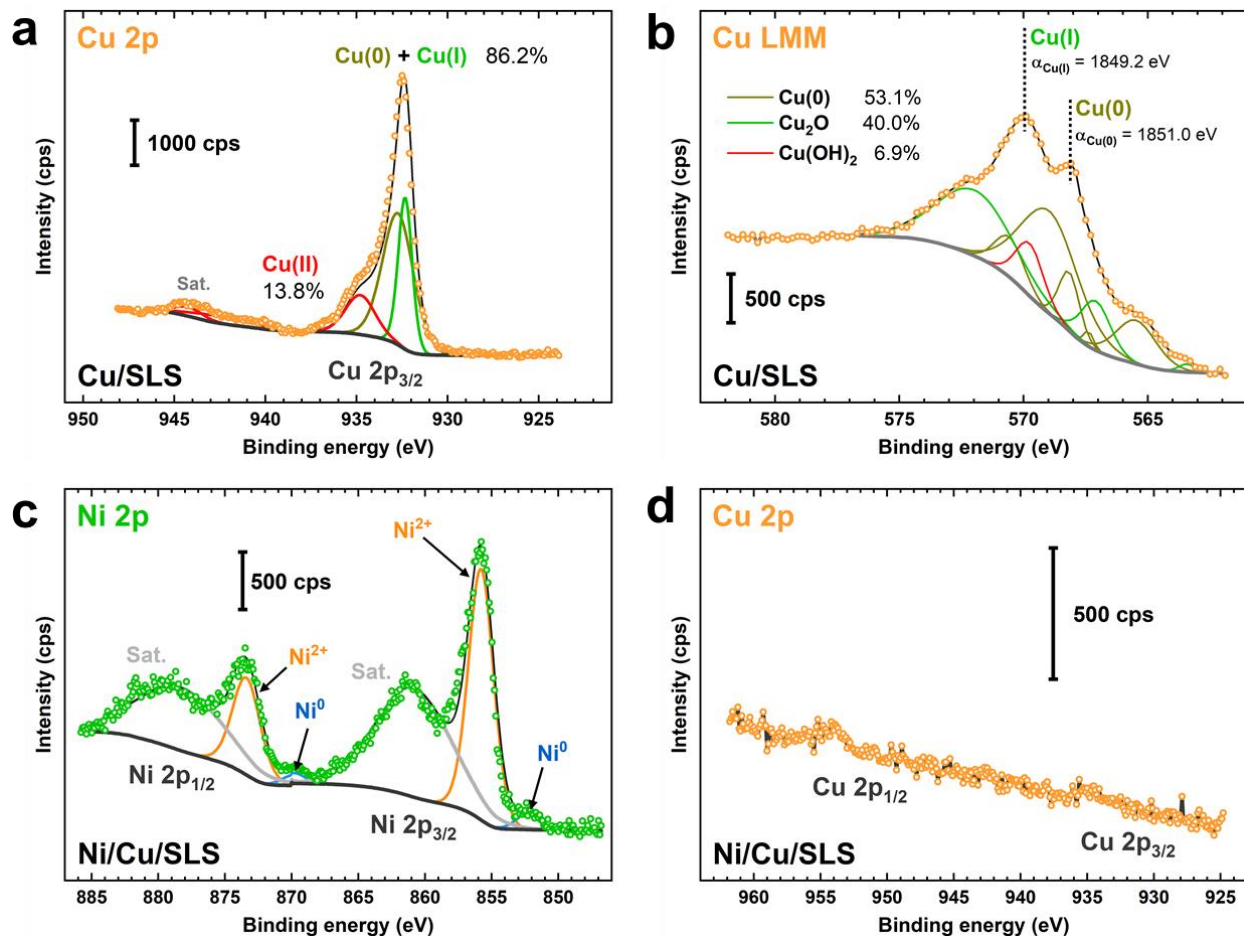 a
Cu 2p
Cu(0) + Cu(I) 86.2%
1000 cps
Cu(II)
13.8%
Sat.
Cu 2p3/2
Cu/SLS
Intensity (cps)
950 945 940 935 930 925
Binding energy (eV)
b
Cu LMM
Cu(I)
αCu(I) = 1849.2 eV
Cu(0) 53.1%
Cu2O 40.0%
Cu(OH)2 6.9%
Cu(0)
αCu(0) = 1851.0 eV
500 cps
Cu/SLS
Intensity (cps)
580 575 570 565
Binding energy (eV)
c
Ni 2p
Ni2+
500 cps
Sat.
Ni2+
Sat.
Ni0
Ni0
Ni 2p1/2
Ni 2p3/2
Ni/Cu/SLS
Intensity (cps)
885 880 875 870 865 860 855 850
Binding energy (eV)
d
Cu 2p
500 cps
Cu 2p1/2
Cu 2p3/2
Ni/Cu/SLS
Intensity (cps)
960 955 950 945 940 935 930 925
Binding energy (eV)